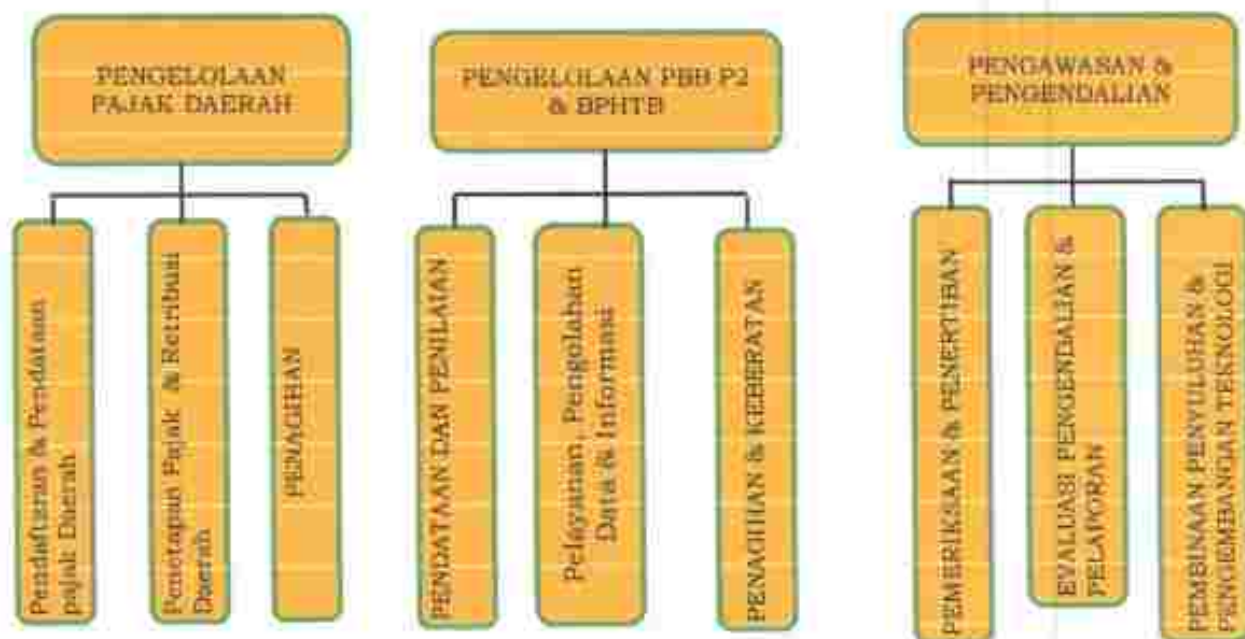 PENGELOLAAN
PAJAK DAERAH
PENGELOLAAN PBB P2
& BPHTB
PENGAWASAN &
PENGENDALIAN
Pendaftaran & Pendataan
pajak Daerah
Penetapan Pajak & Retribusi
Daerah
PENAGIHAN
PENDATAAN DAN PENILAIAN
Pelayanan, Pengolahan
Data & Informasi
PENAGIHAN & KEBERATAN
PEMERIKSAAN & PENERTIBAN
EVALUASI PENGENDALIAN &
PELAPORAN
PEMBINAAN PENYULUHAN &
PENGEMBANGAN TEKNOLOGI